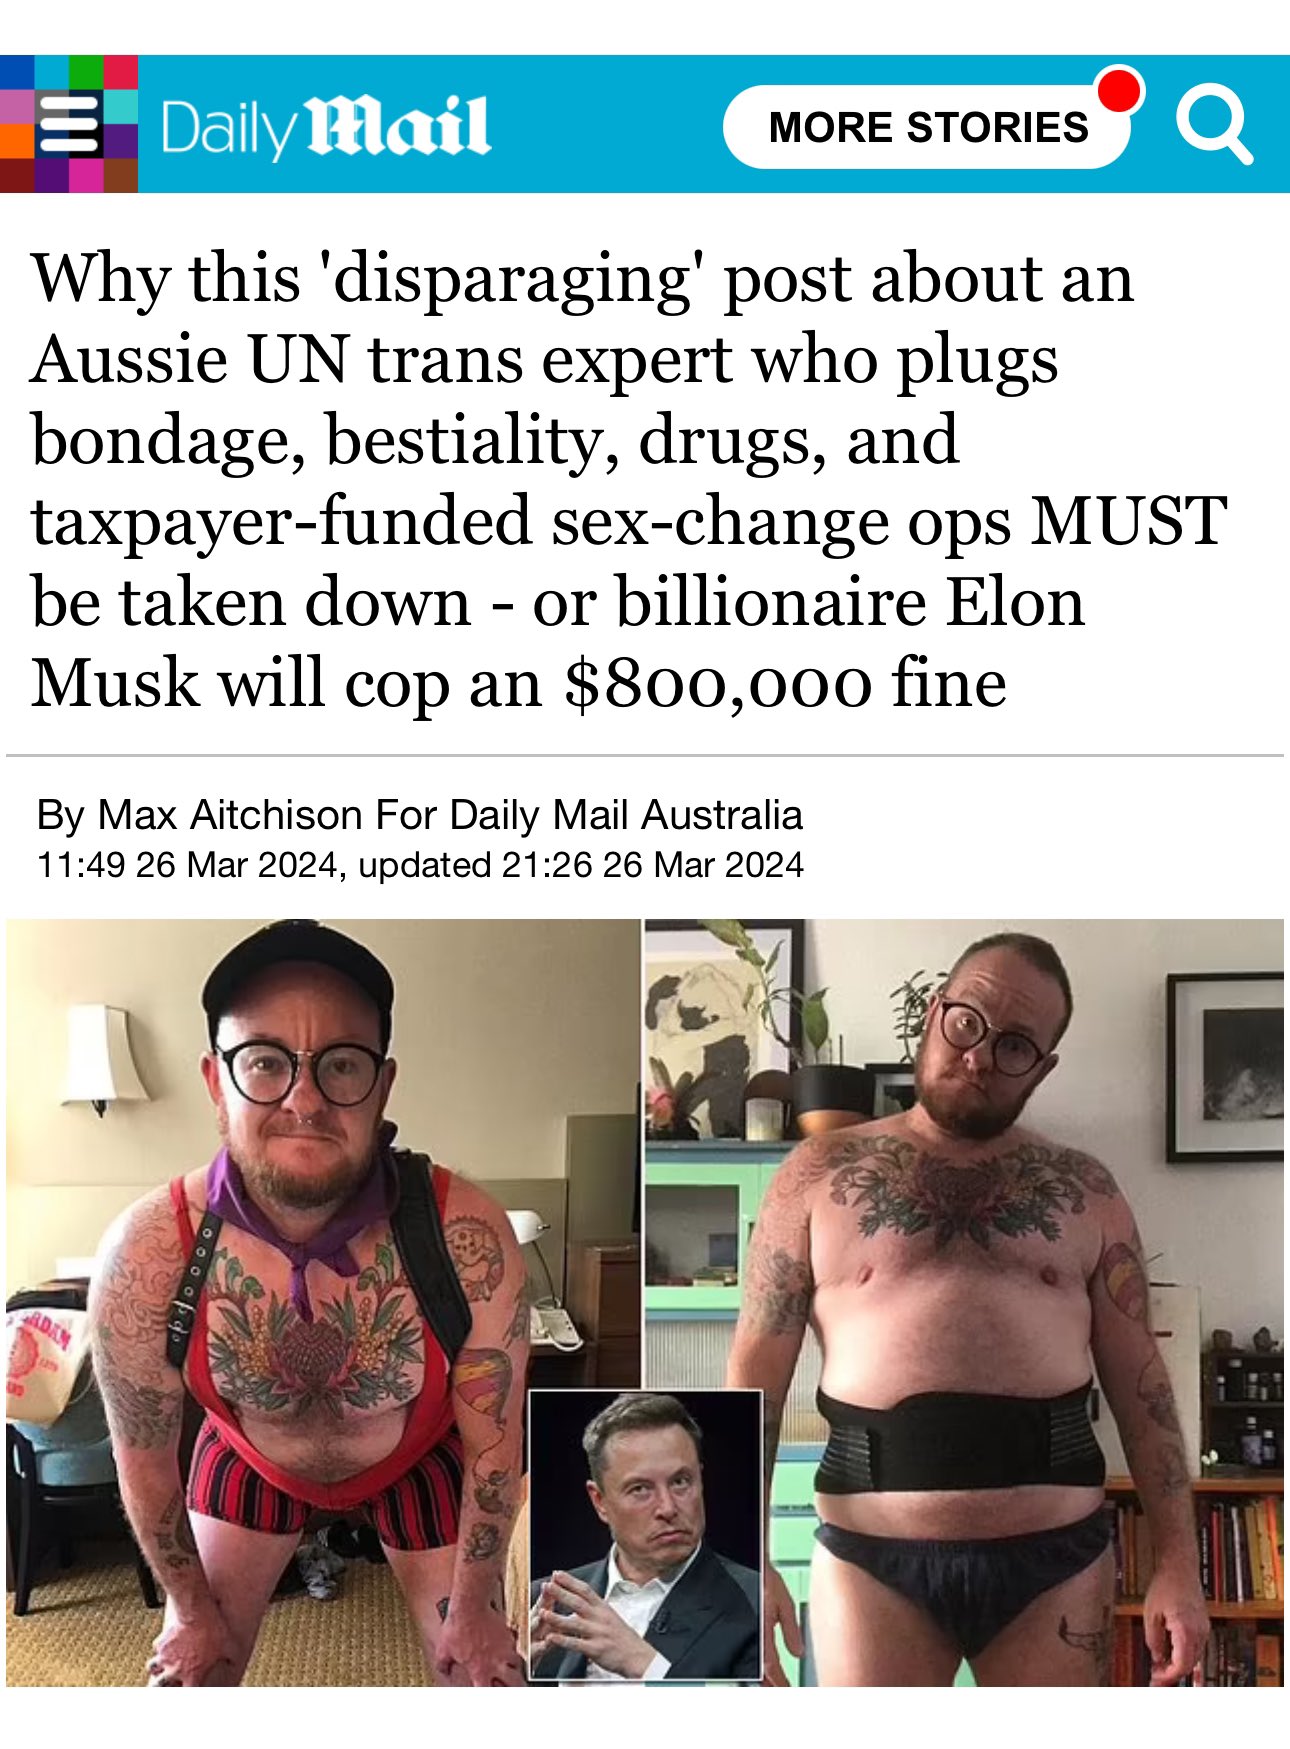 Daily Mail
MORE STORIES
Why this 'disparaging' post about an
Aussie UN trans expert who plugs
bondage, bestiality, drugs, and
taxpayer-funded sex-change ops MUST
be taken down - or billionaire Elon
Musk will cop an $800,000 fine
By Max Aitchison For Daily Mail Australia
11:49 26 Mar 2024, updated 21:26 26 Mar 2024